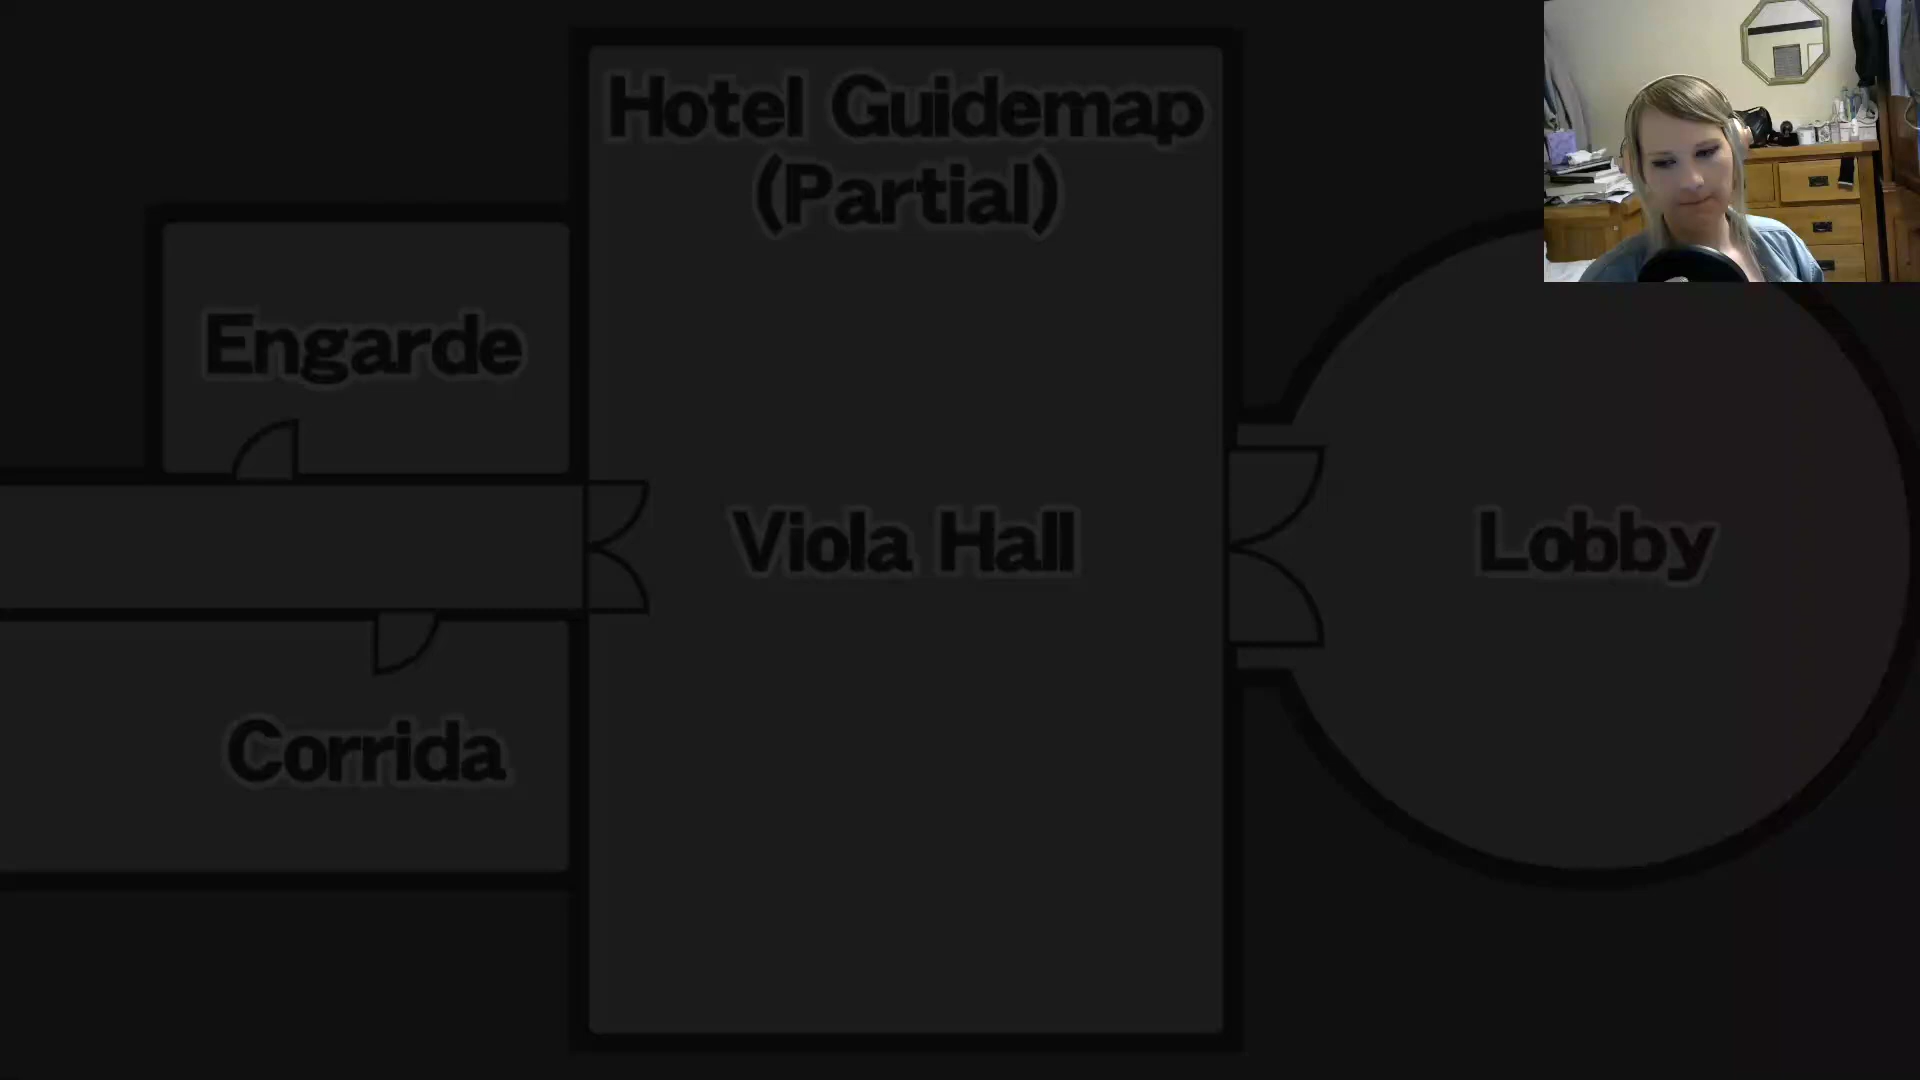 Hotel Guidemap
(Partial)
Engarde
Viola Hall
Lobby
Corrida